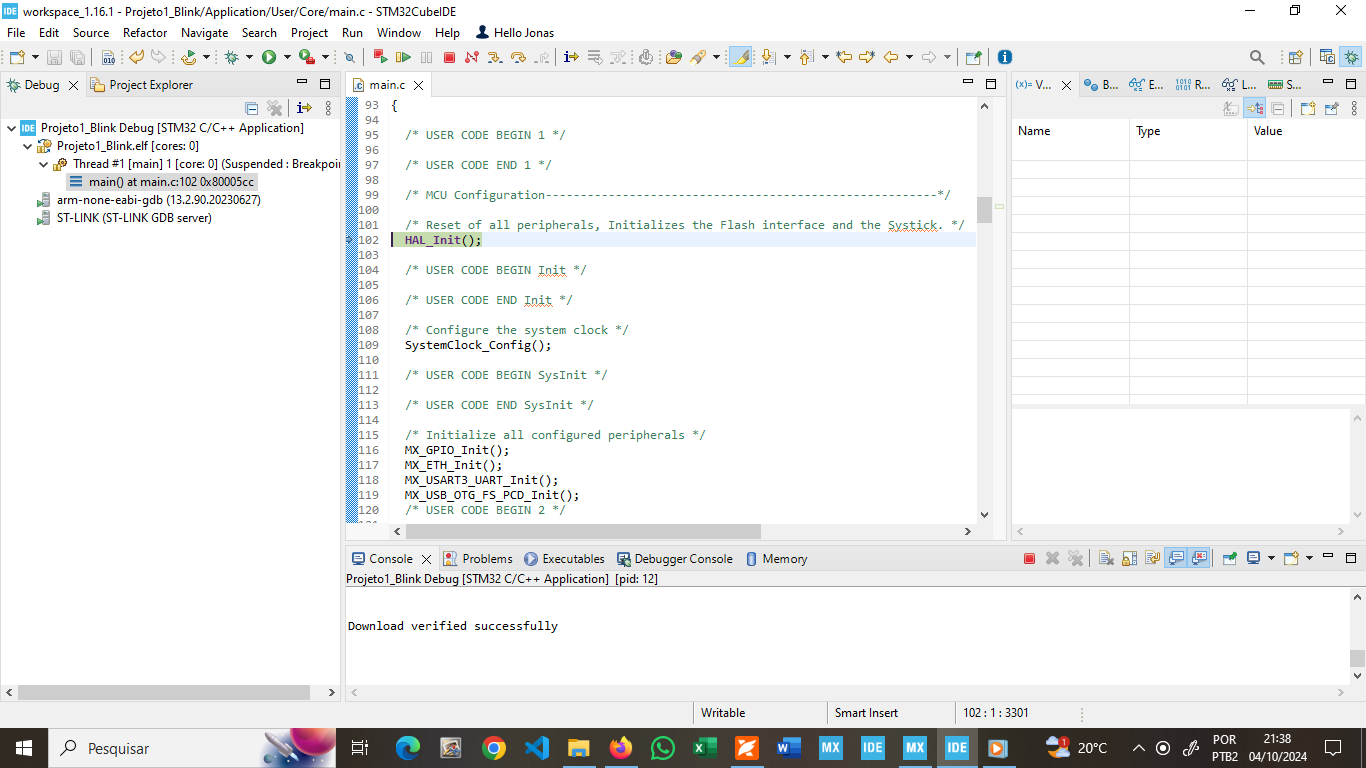 workspace_1.16.1 - Projeto1_Blink/Application/User/Core/main.c - STM32CubeIDE
File Edit Source Refactor Navigate Search Project Run Window Help Hello Jonas
Debug Project Explorer
IDE Projeto1_Blink Debug [STM32 C/C++ Application]
Projeto1_Blink.elf [cores: 0]
Thread #1 [main] 1 [core: 0] (Suspended : Breakpoi
main() at main.c:102 0x80005cc
arm-none-eabi-gdb (13.2.90.20230627)
ST-LINK (ST-LINK GDB server)
main.c
93 {
94
95 /* USER CODE BEGIN 1 */
96
97 /* USER CODE END 1 */
98
99 /* MCU Configuration--------------------------------------------------------*/
100
101 /* Reset of all peripherals, Initializes the Flash interface and the Systick. */
102 HAL_Init();
103
104 /* USER CODE BEGIN Init */
105
106 /* USER CODE END Init */
107
108 /* Configure the system clock */
109 SystemClock_Config();
110
111 /* USER CODE BEGIN SysInit */
112
113 /* USER CODE END SysInit */
114
115 /* Initialize all configured peripherals */
116 MX_GPIO_Init();
117 MX_ETH_Init();
118 MX_USART3_UART_Init();
119 MX_USB_OTG_FS_PCD_Init();
120 /* USER CODE BEGIN 2 */
(x)= V... B... E... R... L... S...
Name Type Value
Console Problems Executables Debugger Console Memory
Projeto1_Blink Debug [STM32 C/C++ Application] [pid: 12]
Download verified successfully
Writable Smart Insert 102 : 1 : 3301
Pesquisar
MX IDE MX IDE
1 20°C
POR
PTB2
21:38
04/10/2024